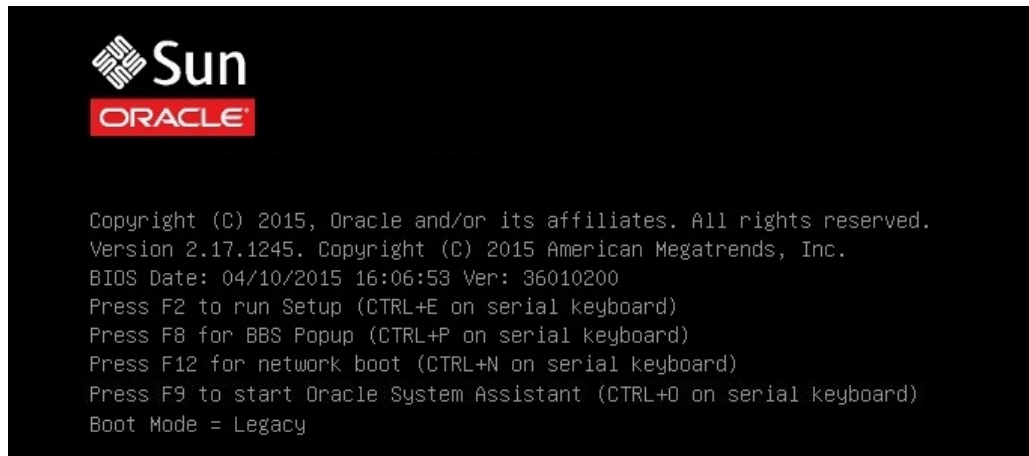 Sun
ORACLE
Copyright (C) 2015, Oracle and/or its affiliates. All rights reserved.
Version 2.17.1245. Copyright (C) 2015 American Megatrends, Inc.
BIOS Date: 04/10/2015 16:06:53 Ver: 36010200
Press F2 to run Setup (CTRL+E on serial keyboard)
Press F8 for BBS Popup (CTRL+P on serial keyboard)
Press F12 for network boot (CTRL+N on serial keyboard)
Press F9 to start Oracle System Assistant (CTRL+O on serial keyboard)
Boot Mode = Legacy